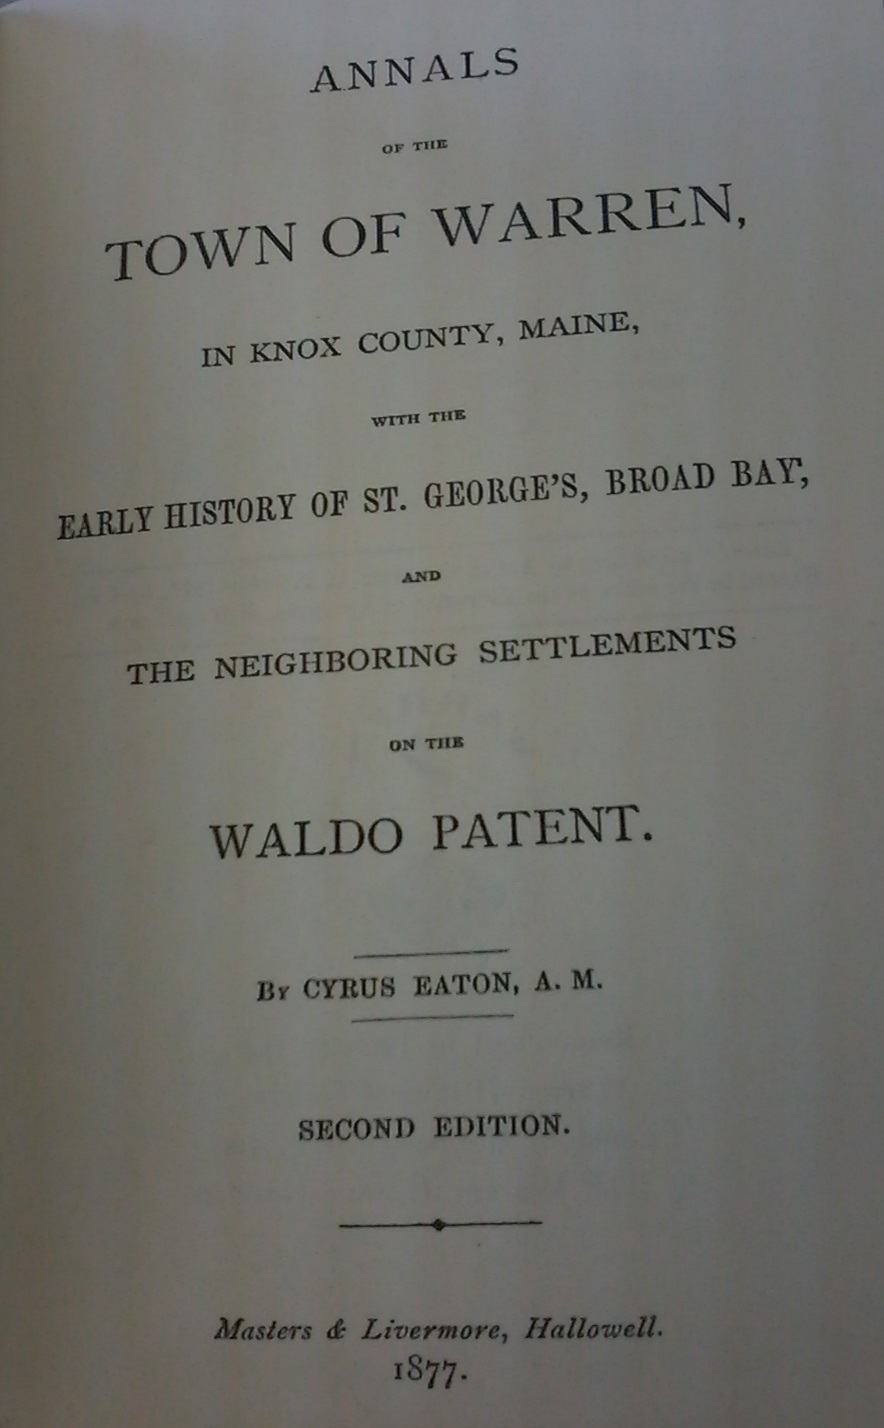 ANNALS
OF THE
TOWN OF WARREN,
IN KNOX COUNTY, MAINE,
WITH THE
EARLY HISTORY OF ST. GEORGE'S, BROAD BAY,
AND
THE NEIGHBORING SETTLEMENTS
ON THE
WALDO PATENT.
By CYRUS EATON, A. M.
SECOND EDITION.
Masters & Livermore, Hallowell.
1877.